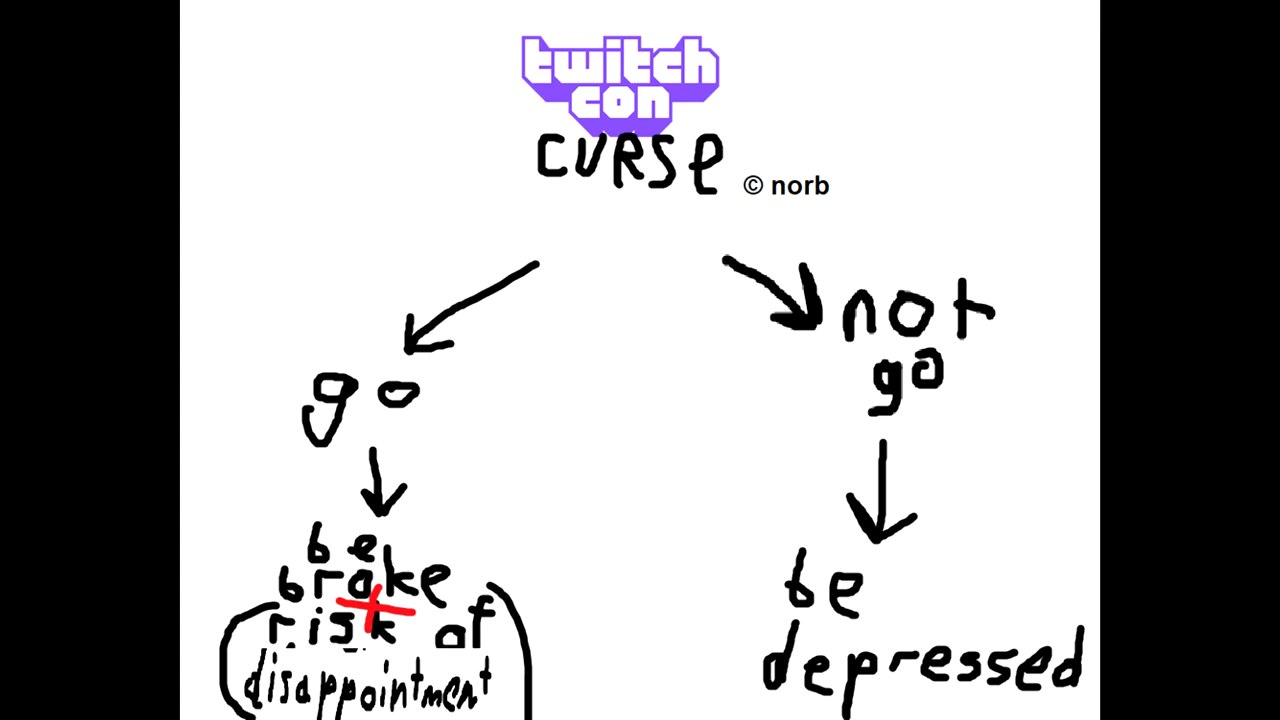 twitch
con
CURSe
© norb
go
be
brake
risk of
disappointment
not
go
be
depressed